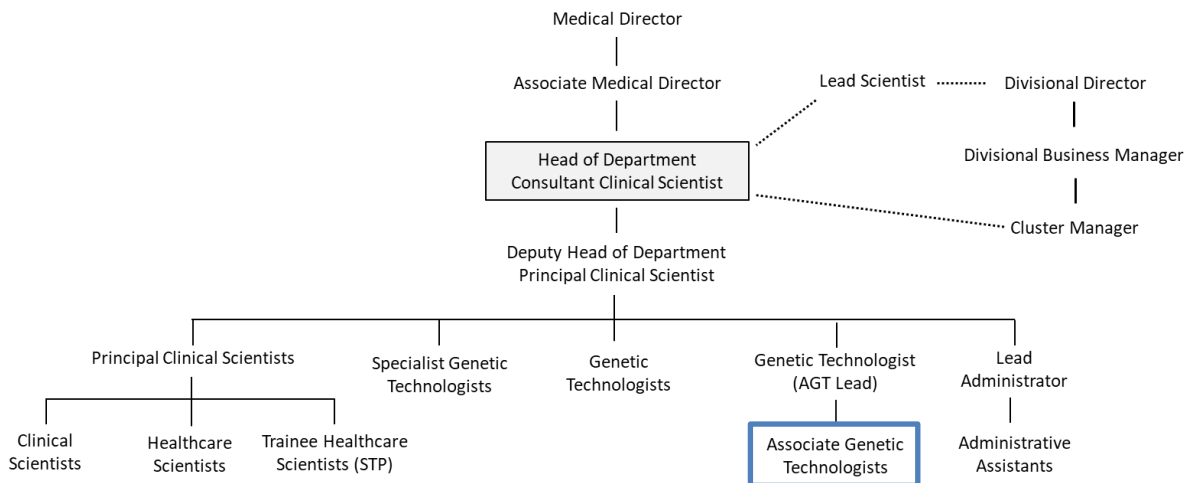 Medical Director
Associate Medical Director
Lead Scientist
Divisional Director
Head of Department
Consultant Clinical Scientist
Divisional Business Manager
Cluster Manager
Deputy Head of Department
Principal Clinical Scientist
Principal Clinical Scientists
Specialist Genetic
Technologists
Genetic
Technologists
Genetic Technologist
(AGT Lead)
Lead
Administrator
Clinical
Scientists
Healthcare
Scientists
Trainee Healthcare
Scientists (STP)
Associate Genetic
Technologists
Administrative
Assistants